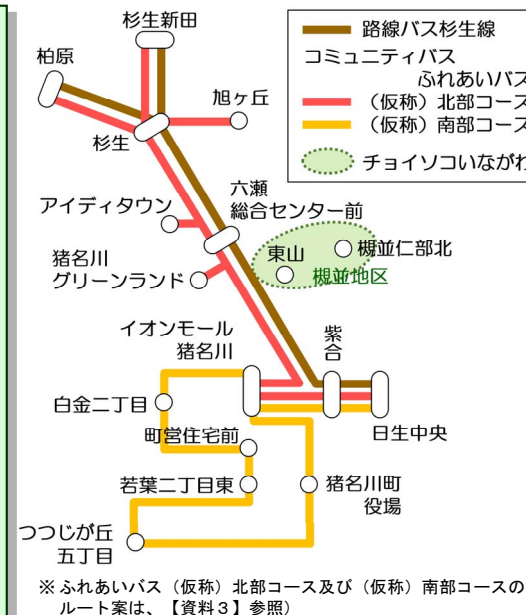 杉生新田
柏原
旭ヶ丘
杉生
路線バス杉生線
コミュニティバス
ふれあいバス
(仮称)北部コース
(仮称)南部コース
チョイソコいながわ
アイディタウン
六瀬
総合センター前
猪名川
グリーンランド
東山
槻並仁部北
槻並地区
イオンモール
猪名川
紫合
白金二丁目
日生中央
町営住宅前
若葉二丁目東
猪名川町
役場
つつじが丘
五丁目
※ふれあいバス(仮称)北部コース及び(仮称)南部コースの
ルート案は、【資料3】参照)